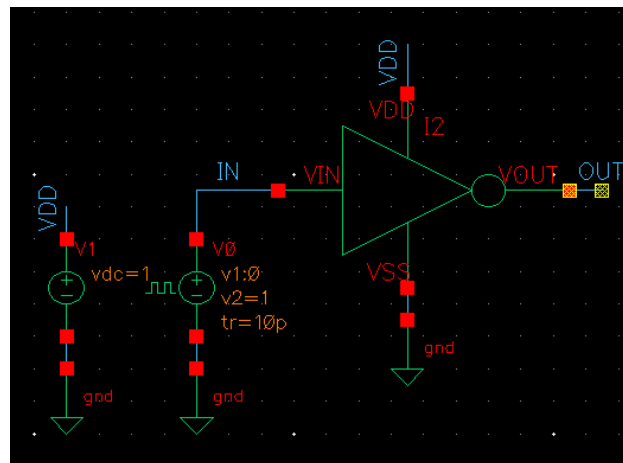 VDD
VDD
I2
IN
VIN
VOUT
OUT
VDD
V1
vdc=1
V0
v1:0
v2=1
tr=10p
VSS
gnd
gnd
gnd